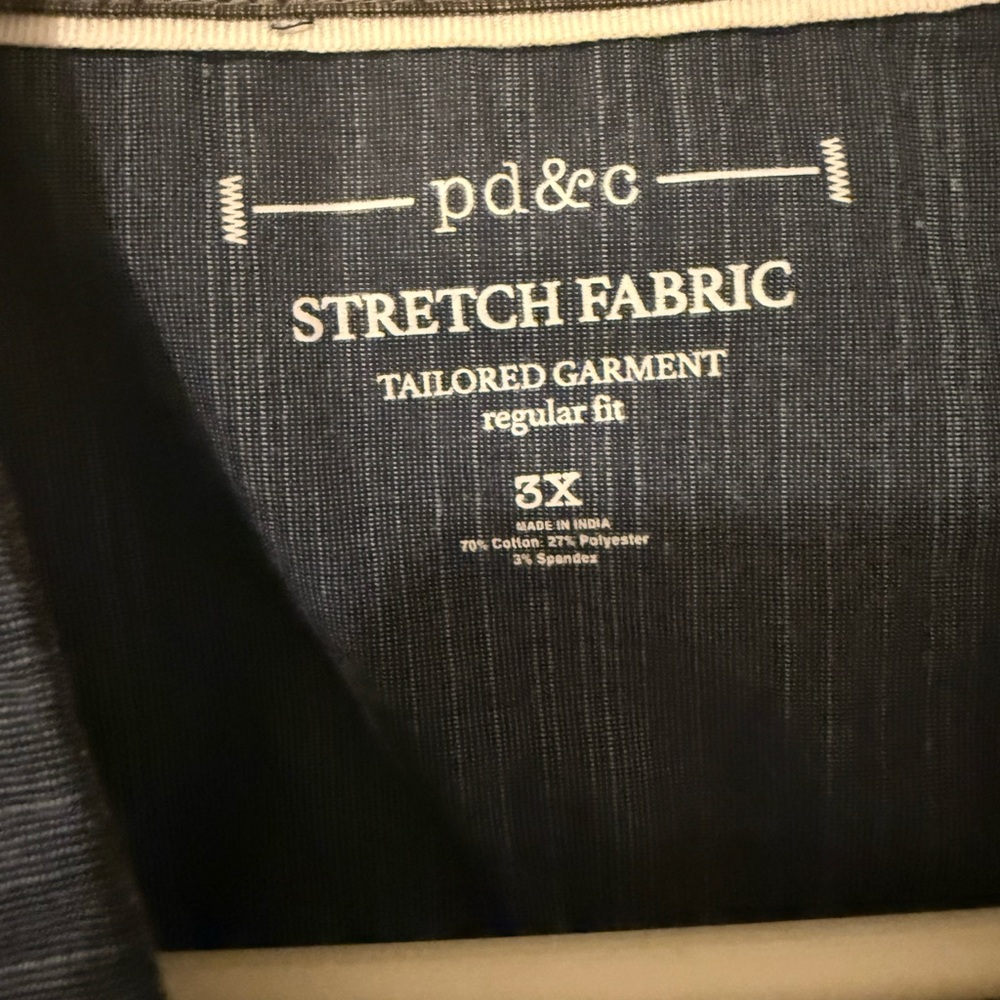 pd&c
STRETCH FABRIC
TAILORED GARMENT
regular fit
3X
MADE IN INDIA
70% Cotton: 27% Polyester
3% Spandex